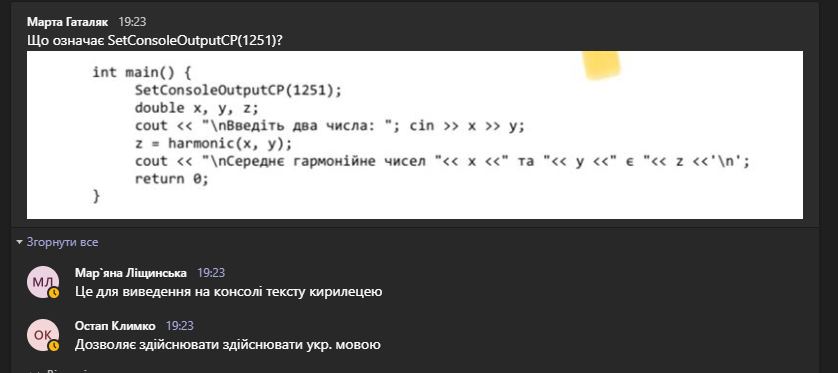 Марта Гаталяк 19:23
Що означає SetConsoleOutputCP(1251)?
int main() {
SetConsoleOutputCP(1251);
double x, y, z;
cout << "\nВведіть два числа: "; cin >> x >> y;
z = harmonic(x, y);
cout << "\nСереднє гармонійне чисел "<< x <<" та "<< y <<" є "<< z <<'\n';
return 0;
}
Згорнути все
МЛ
Мар`яна Ліщинська 19:23
Це для виведення на консолі тексту кирилецею
ОК
Остап Климко 19:23
Дозволяє здійснювати здійснювати укр. мовою